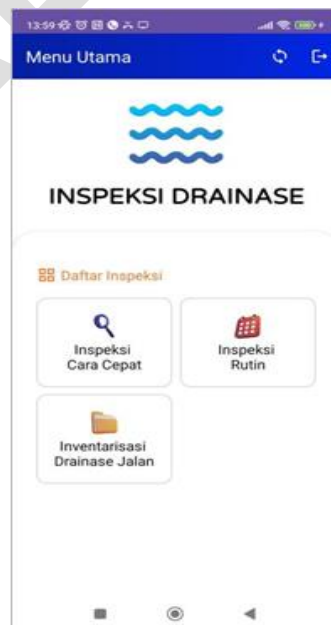 13:59
Menu Utama
INSPEKSI DRAINASE
Daftar Inspeksi
Inspeksi
Cara Cepat
Inspeksi
Rutin
Inventarisasi
Drainase Jalan